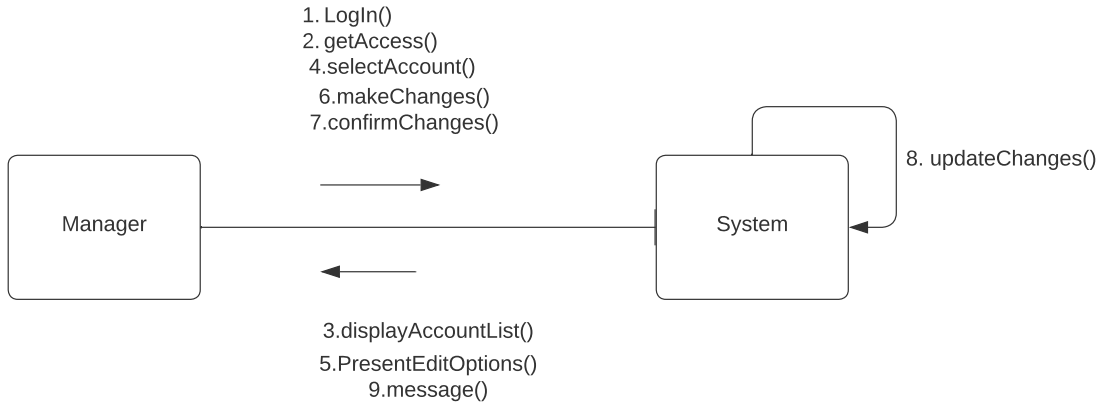 1. LogIn()
2. getAccess()
4.selectAccount()
6.makeChanges()
7.confirmChanges()
8. updateChanges()
Manager
System
3.displayAccountList()
5.PresentEditOptions()
9.message()